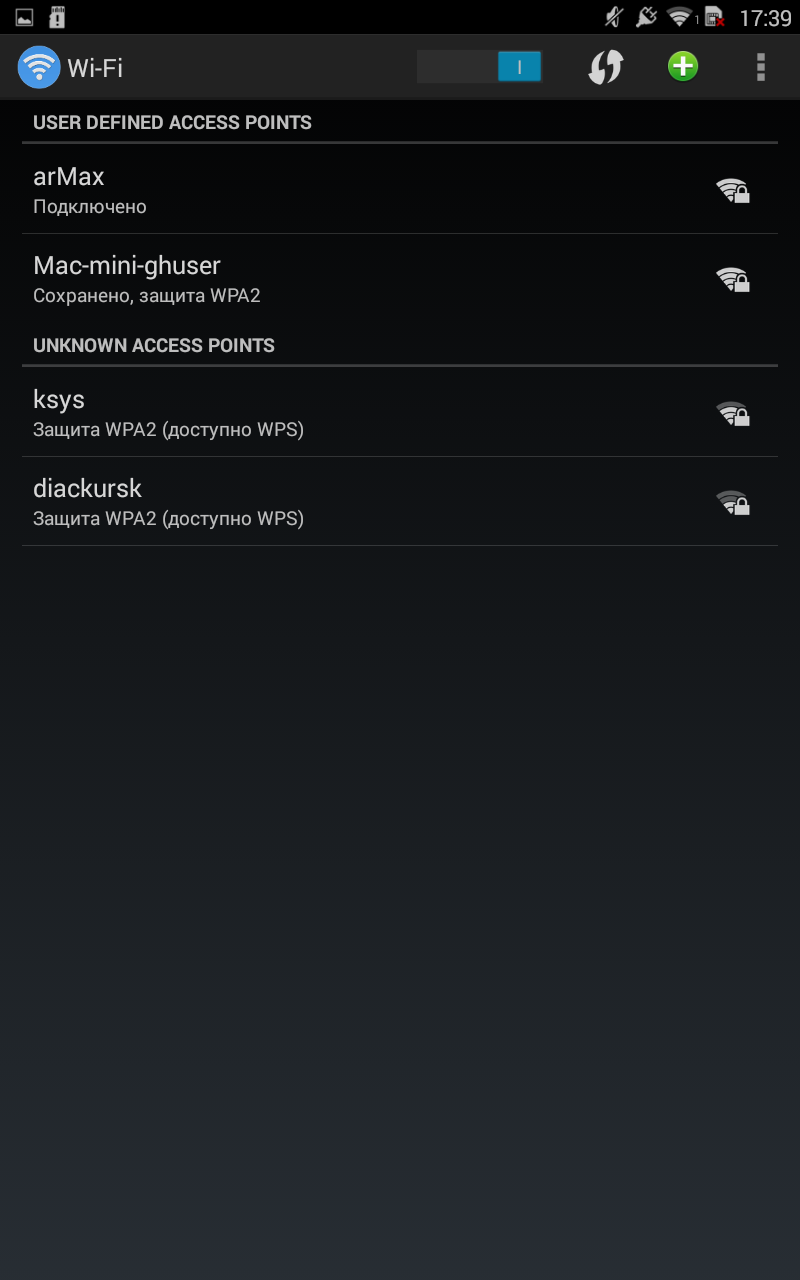 1
17:39
Wi-Fi
USER DEFINED ACCESS POINTS
arMax
Подключено
Mac-mini-ghuser
Сохранено, защита WPA2
UNKNOWN ACCESS POINTS
ksys
Защита WPA2 (доступно WPS)
diackursk
Защита WPA2 (доступно WPS)